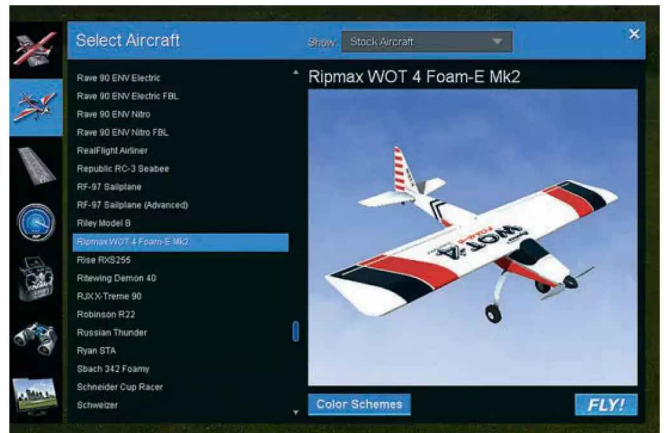 Select Aircraft
Show: Stock Aircraft
Rave 90 ENV Electric
Rave 90 ENV Electric FBL
Rave 90 ENV Nitro
Rave 90 ENV Nitro FBL
RealFlight Airliner
Republic RC-3 Seabee
RF-97 Sailplane
RF-97 Sailplane (Advanced)
Riley Model B
Ripmax WOT 4 Foam-E Mk2
Rise RXS255
Ritewing Demon 40
RJX X-Treme 90
Robinson R22
Russian Thunder
Ryan STA
Sbach 342 Foamy
Schneider Cup Racer
Schweizer
Ripmax WOT 4 Foam-E Mk2
WOT 4
FOAM-E
Color Schemes
FLY!